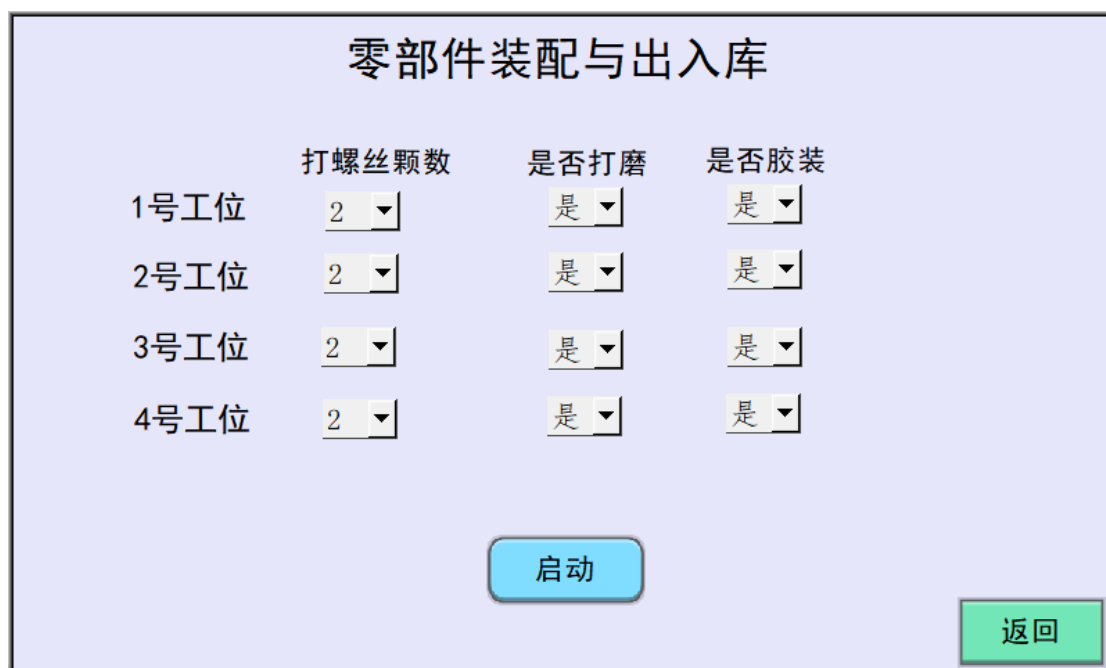 零部件装配与出入库
打螺丝颗数 是否打磨 是否胶装
1号工位 2 是 是
2号工位 2 是 是
3号工位 2 是 是
4号工位 2 是 是
启动
返回